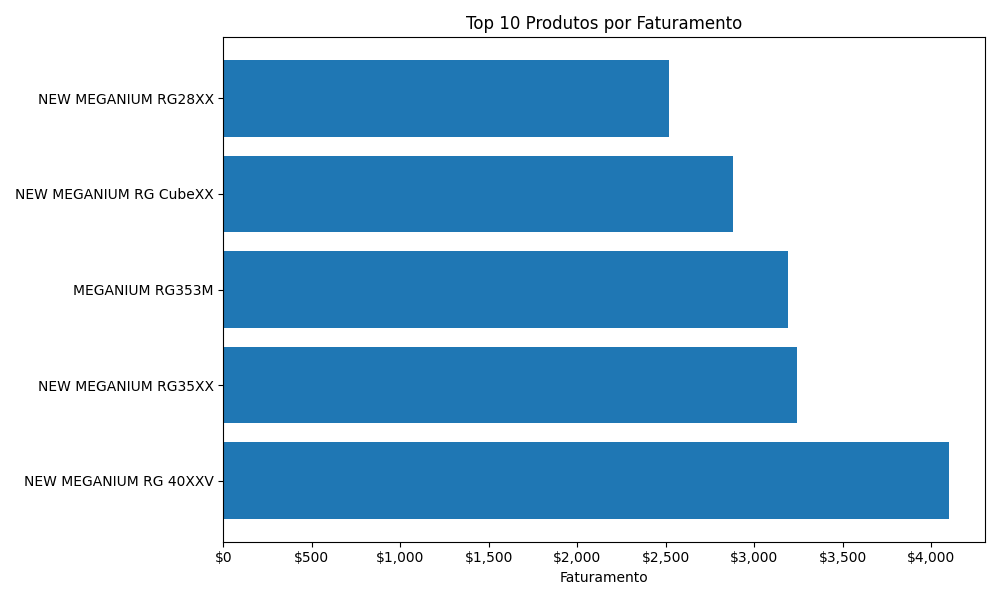 Top 10 Produtos por Faturamento
NEW MEGANIUM RG28XX
NEW MEGANIUM RG CubeXX
MEGANIUM RG353M
NEW MEGANIUM RG35XX
NEW MEGANIUM RG 40XXV
$0 $500 $1,000 $1,500 $2,000 $2,500 $3,000 $3,500 $4,000
Faturamento